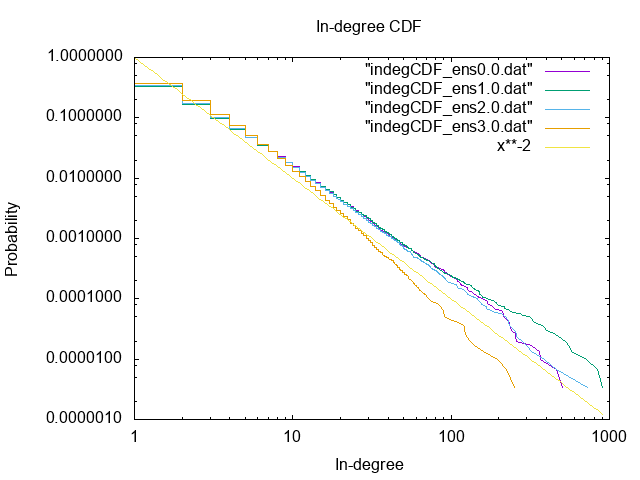 In-degree CDF
1.0000000
0.1000000
0.0100000
0.0010000
0.0001000
0.0000100
0.0000010
Probability
"indegCDF_ens0.0.dat"
"indegCDF_ens1.0.dat"
"indegCDF_ens2.0.dat"
"indegCDF_ens3.0.dat"
x**-2
1 10 100 1000
In-degree